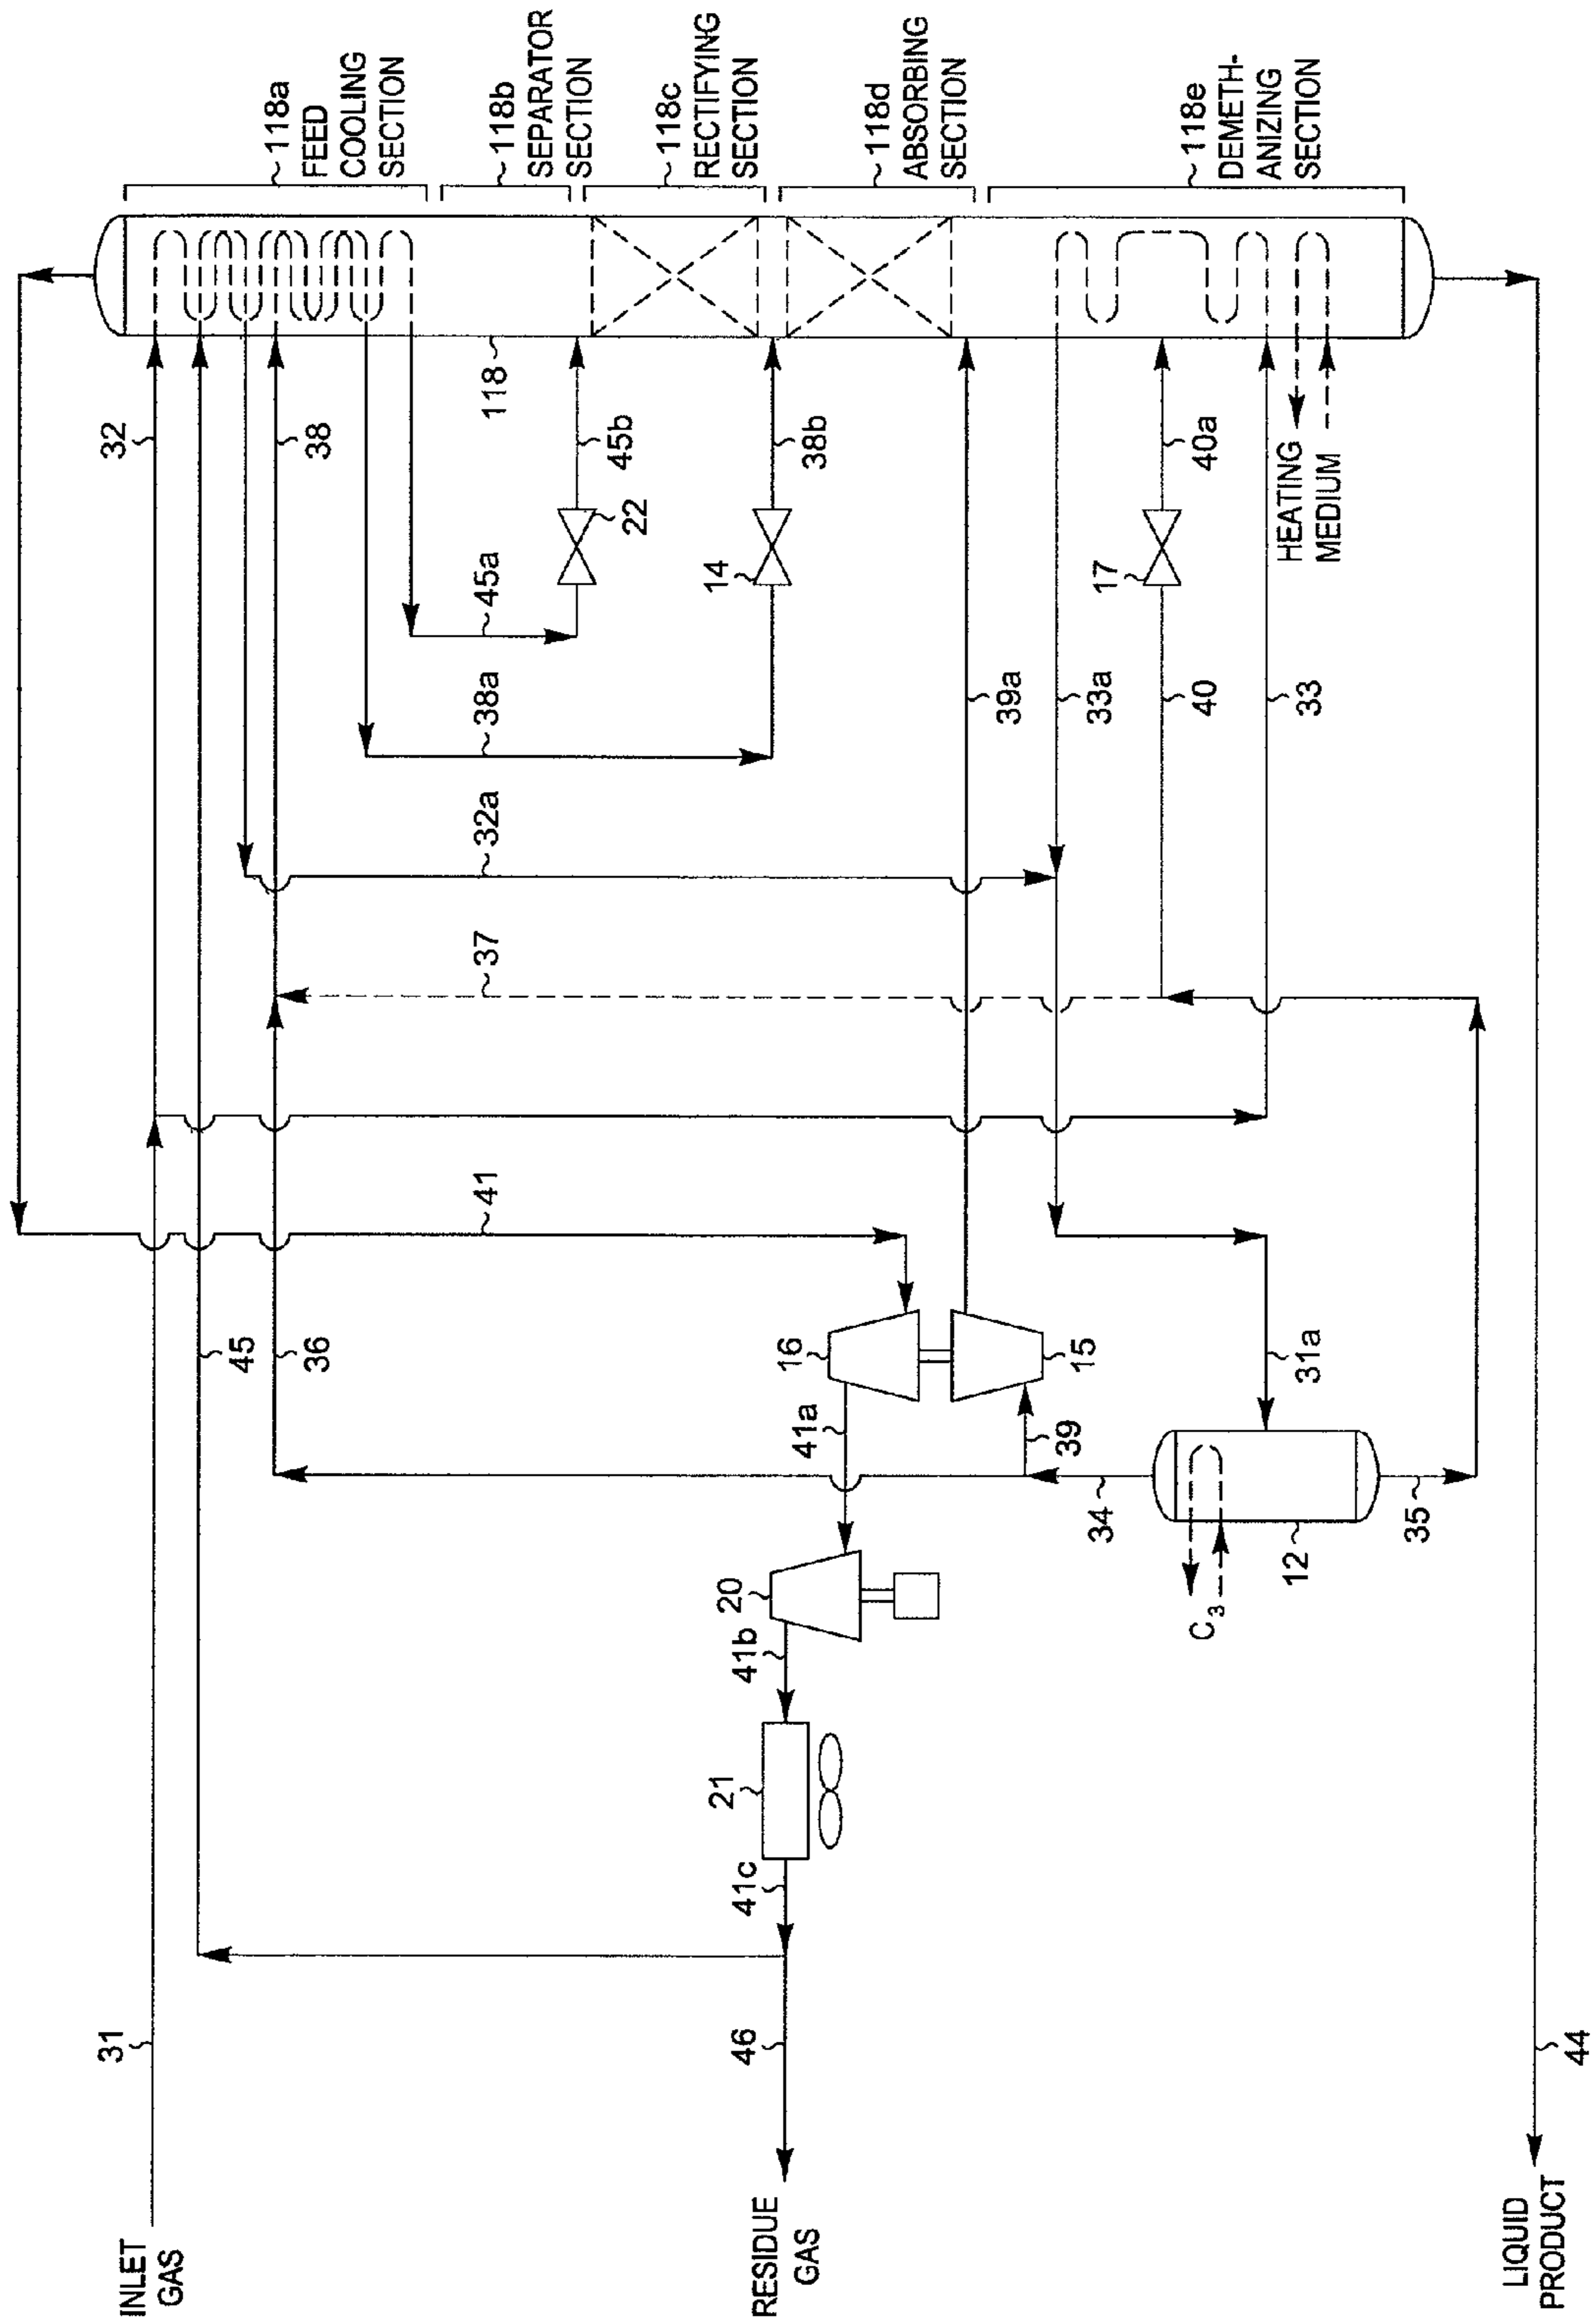 118a
FEED
COOLING
SECTION
118b
SEPARATOR
SECTION
118c
RECTIFYING
SECTION
118d
ABSORBING
SECTION
118e
DEMETH-
ANIZING
SECTION
32
38
118
45b
22
45a
38b
14
38a
32a
37
39a
33a
40a
17
40
33
HEATING
MEDIUM
41
45
36
16
15
41a
39
31a
34
35
12
C3
20
41b
21
41c
31
46
44
INLET
GAS
RESIDUE
GAS
LIQUID
PRODUCT